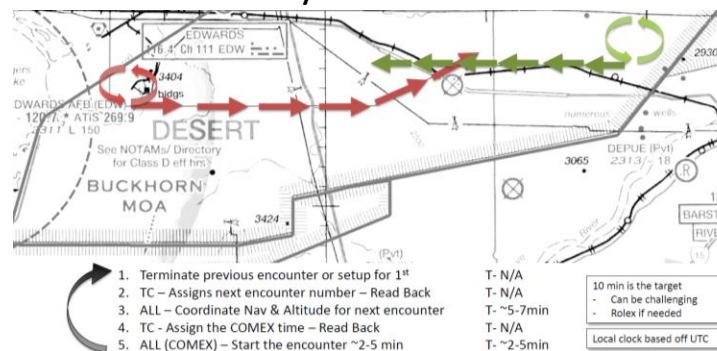 EDWARDS
116.4 Ch 111 EDW
2930
3404
bldgs
DWARDS AFB (EDW)
120.7 * ATIS 269.9
2311 L 150
DESERT
See NOTAMs/ Directory
for Class D eff hrs
BUCKHORN
MOA
numerous
wells
DEPUE (Pvt)
2313 - 18
3065
R
3424
(Pvt)
River
BARST
RIVE
15
1. Terminate previous encounter or setup for 1st T- N/A
2. TC – Assigns next encounter number – Read Back T- N/A
3. ALL – Coordinate Nav & Altitude for next encounter T- ~5-7min
4. TC - Assign the COMEX time – Read Back T- N/A
5. ALL (COMEX) – Start the encounter ~2-5 min T- ~2-5min
10 min is the target
- Can be challenging
- Rolex if needed
Local clock based off UTC